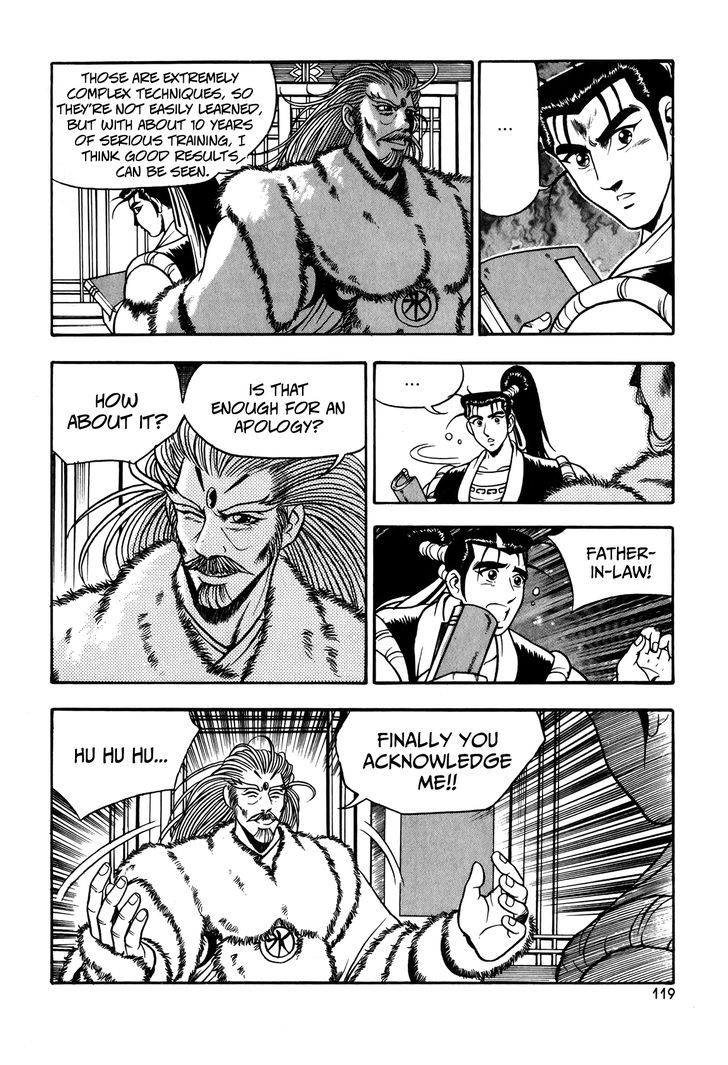 THOSE ARE EXTREMELY
COMPLEX TECHNIQUES, SO
THEY'RE NOT EASILY LEARNED,
BUT WITH ABOUT 10 YEARS
OF SERIOUS TRAINING, I
THINK GOOD RESULTS
CAN BE SEEN.
...
HOW
ABOUT IT?
IS THAT
ENOUGH FOR AN
APOLOGY?
...
FATHER-
IN-LAW!
HU HU HU...
FINALLY YOU
ACKNOWLEDGE
ME!!
119